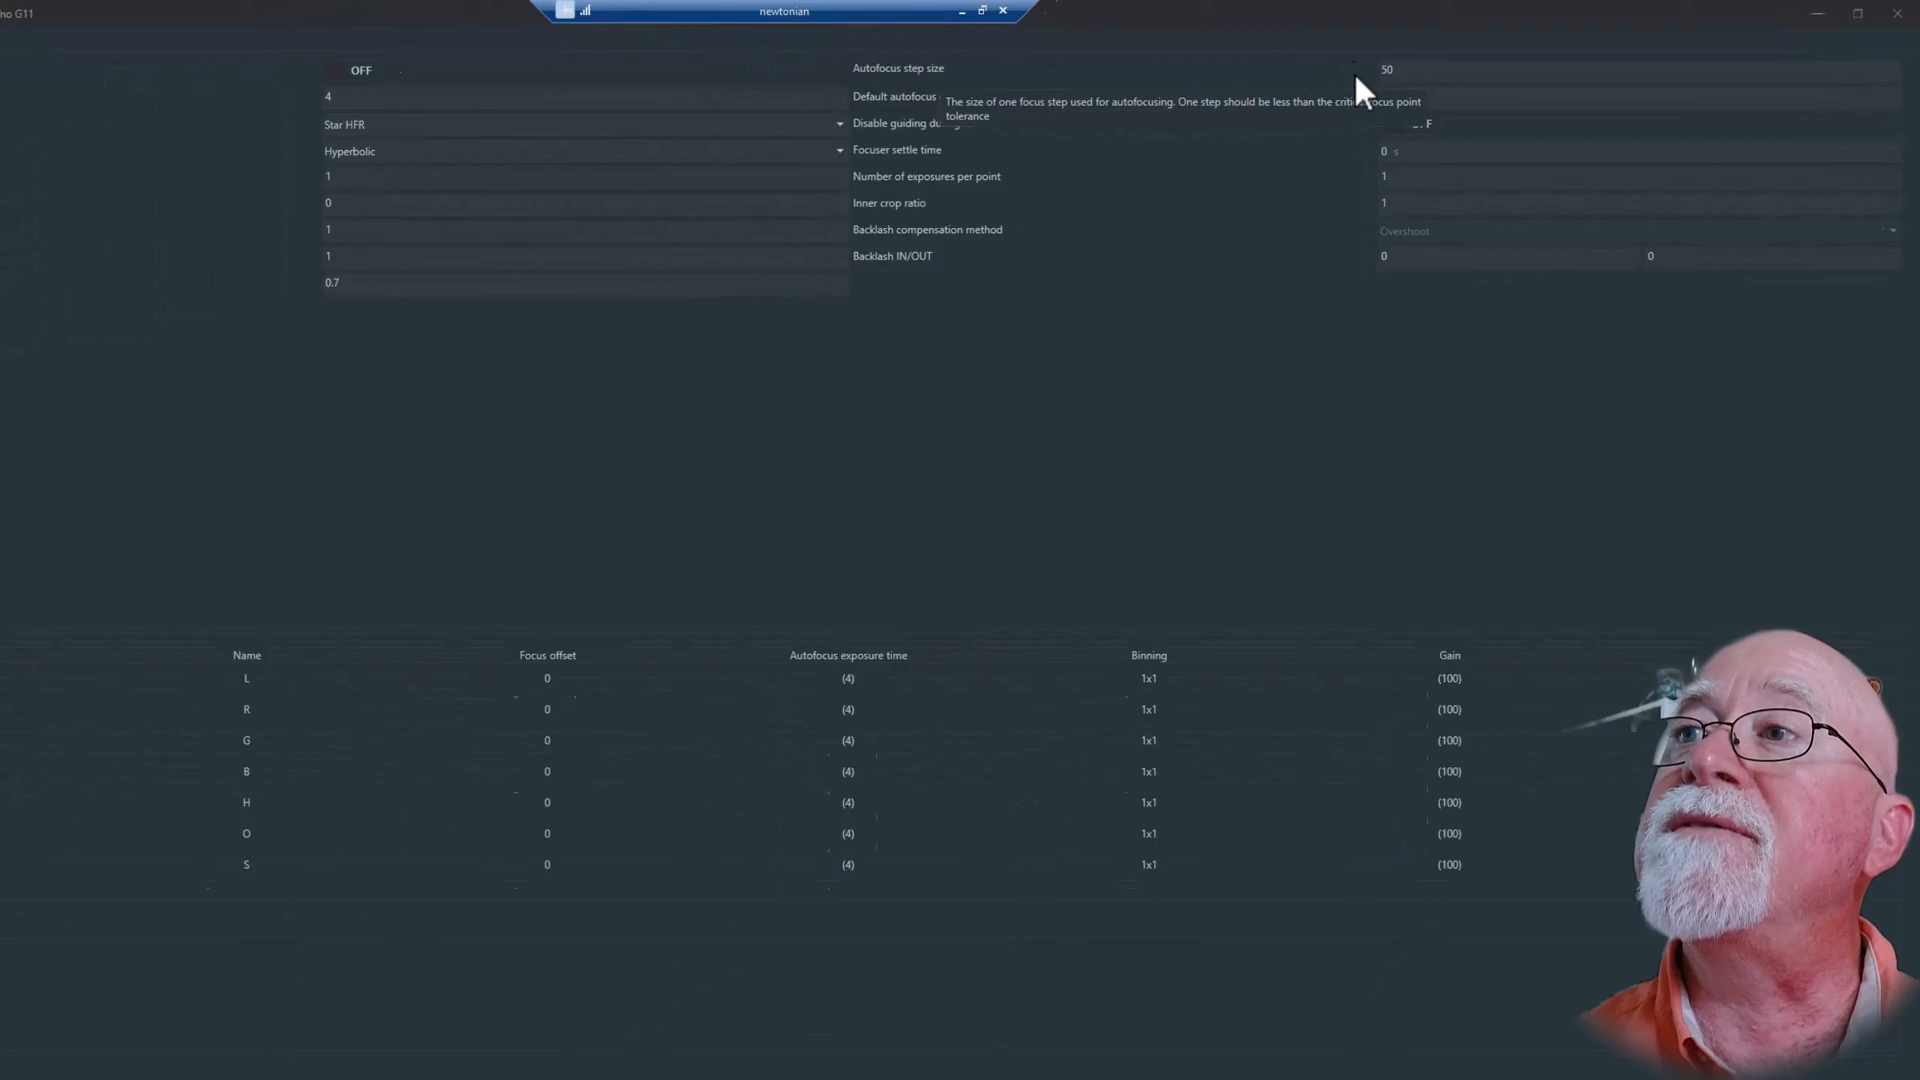 ho G11
newtonian
OFF
Autofocus step size
50
4
Default autofocus
The size of one focus step used for autofocusing. One step should be less than the critic focus point
tolerance
Star HFR
Disable guiding du
Hyperbolic
Focuser settle time
0 s
1
Number of exposures per point
1
0
Inner crop ratio
1
1
Backlash compensation method
Overshoot
1
Backlash IN/OUT
0
0
0.7
Name
Focus offset
Autofocus exposure time
Binning
Gain
L
0
(4)
1x1
(100)
R
0
(4)
1x1
(100)
G
0
(4)
1x1
(100)
B
0
(4)
1x1
(100)
H
0
(4)
1x1
(100)
O
0
(4)
1x1
(100)
S
0
(4)
1x1
(100)